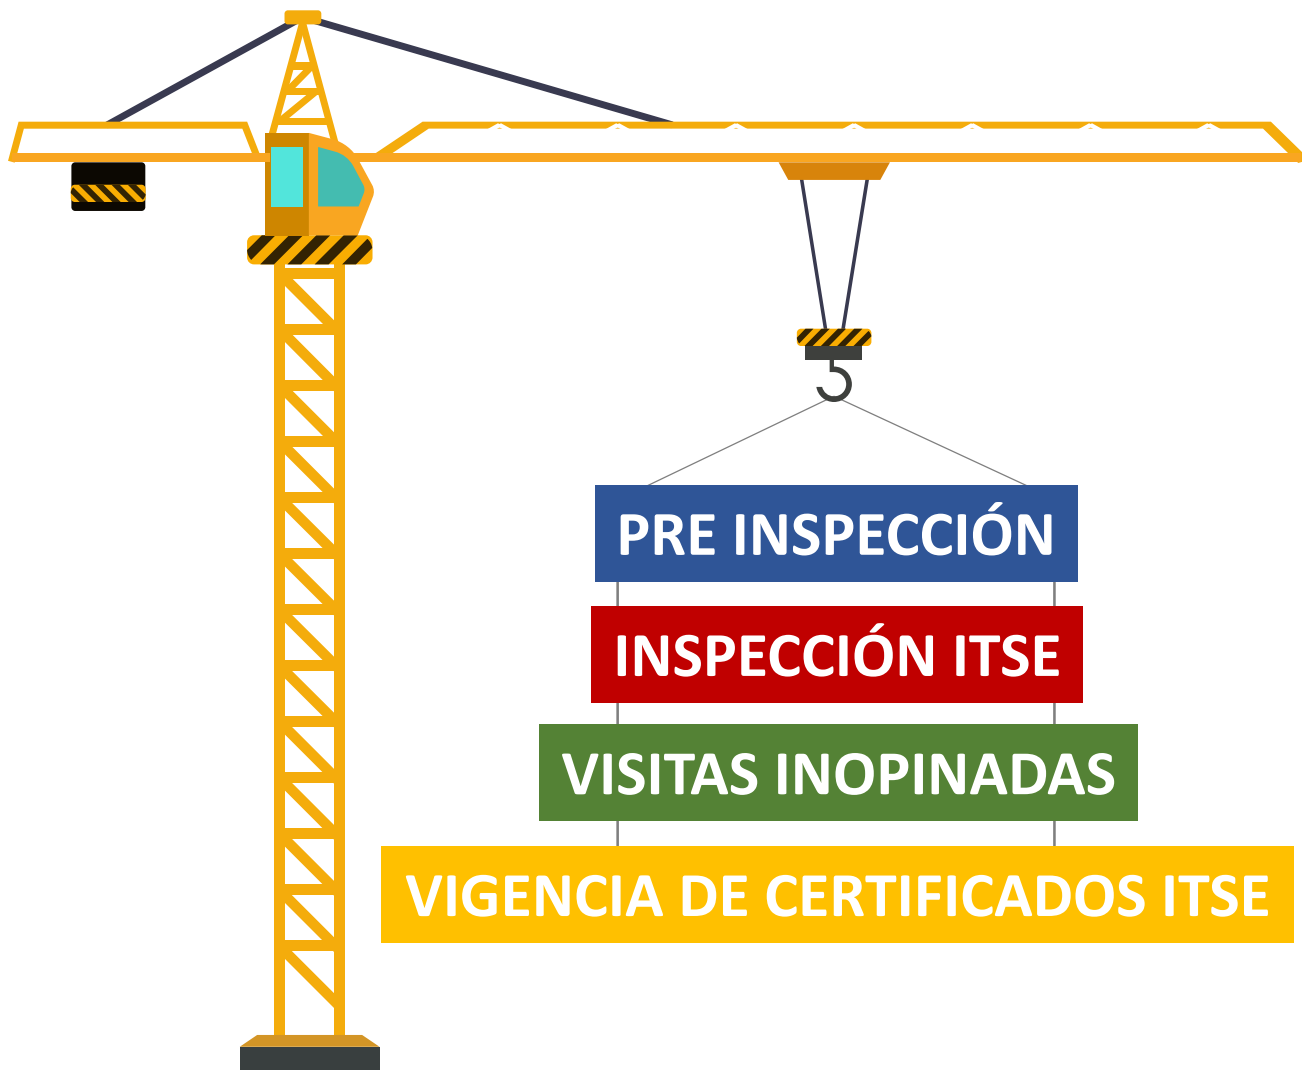 PRE INSPECCIÓN
INSPECCIÓN ITSE
VISITAS INOPINADAS
VIGENCIA DE CERTIFICADOS ITSE